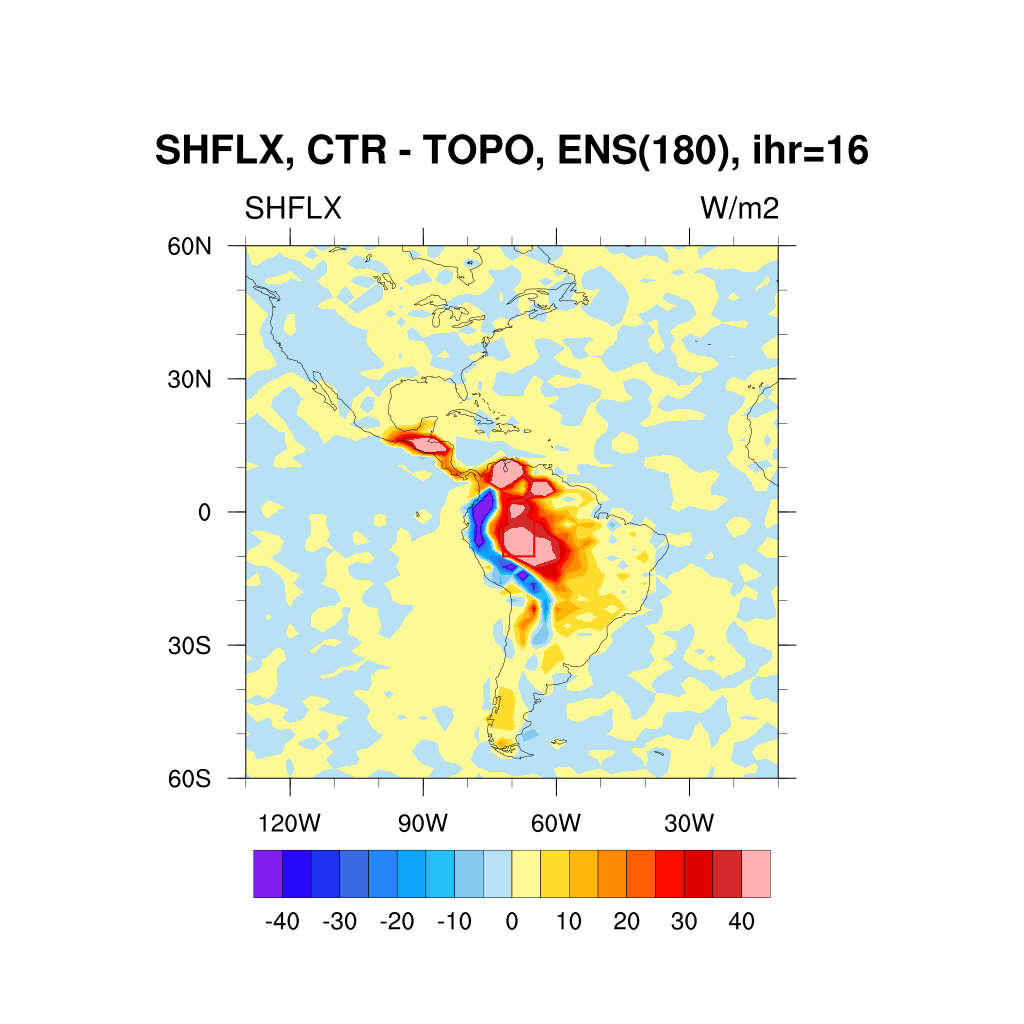 SHFLX, CTR - TOPO, ENS(180), ihr=16
SHFLX W/m2
60N
30N
0
30S
60S
120W 90W 60W 30W
-40 -30 -20 -10 0 10 20 30 40